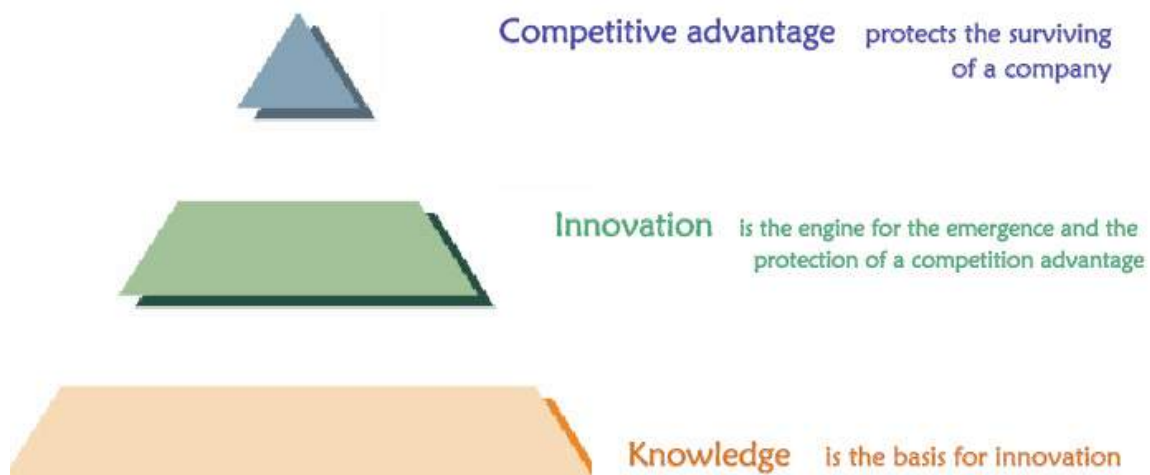 Competitive advantage protects the surviving
of a company
Innovation is the engine for the emergence and the
protection of a competition advantage
Knowledge is the basis for innovation